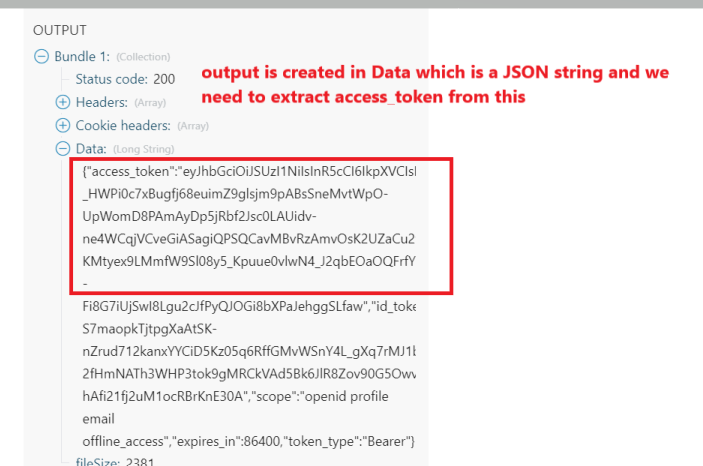 OUTPUT
Bundle 1: (Collection)
Status code: 200
output is created in Data which is a JSON string and we
need to extract access_token from this
Headers: (Array)
Cookie headers: (Array)
Data: (Long String)
{"access_token":"eyJhbGciOiJSUzI1NiIsInR5cCI6IkpXVCIsI
_HWPi0c7xBugfj68euimZ9glsjm9pABsSneMvtWpO-
UpWomD8PAmAyDp5jRbf2Jsc0LAUidv-
ne4WCqjVCveGiASagiQPSQCavMBvRzAmvOsK2UZaCu2
KMtyex9LMmfW9Sl08y5_Kpuue0vlwN4_J2qbEOaOQFrfY
-
Fi8G7iUjSwI8Lgu2cJfPyQJOGi8bXPaJehggSLfaw","id_toke
S7maopkTjtpgXaAtSK-
nZrud712kanxYYCiD5Kz05q6RffGMvWSnY4L_gXq7rMJ1
2fHmNATh3WHP3tok9gMRCkVAd5Bk6JlR8Zov90G5Oww
hAfi21fj2uM1ocRBrKnE30A","scope":"openid profile
email
offline_access","expires_in":86400,"token_type":"Bearer"}
fileSize: 2381